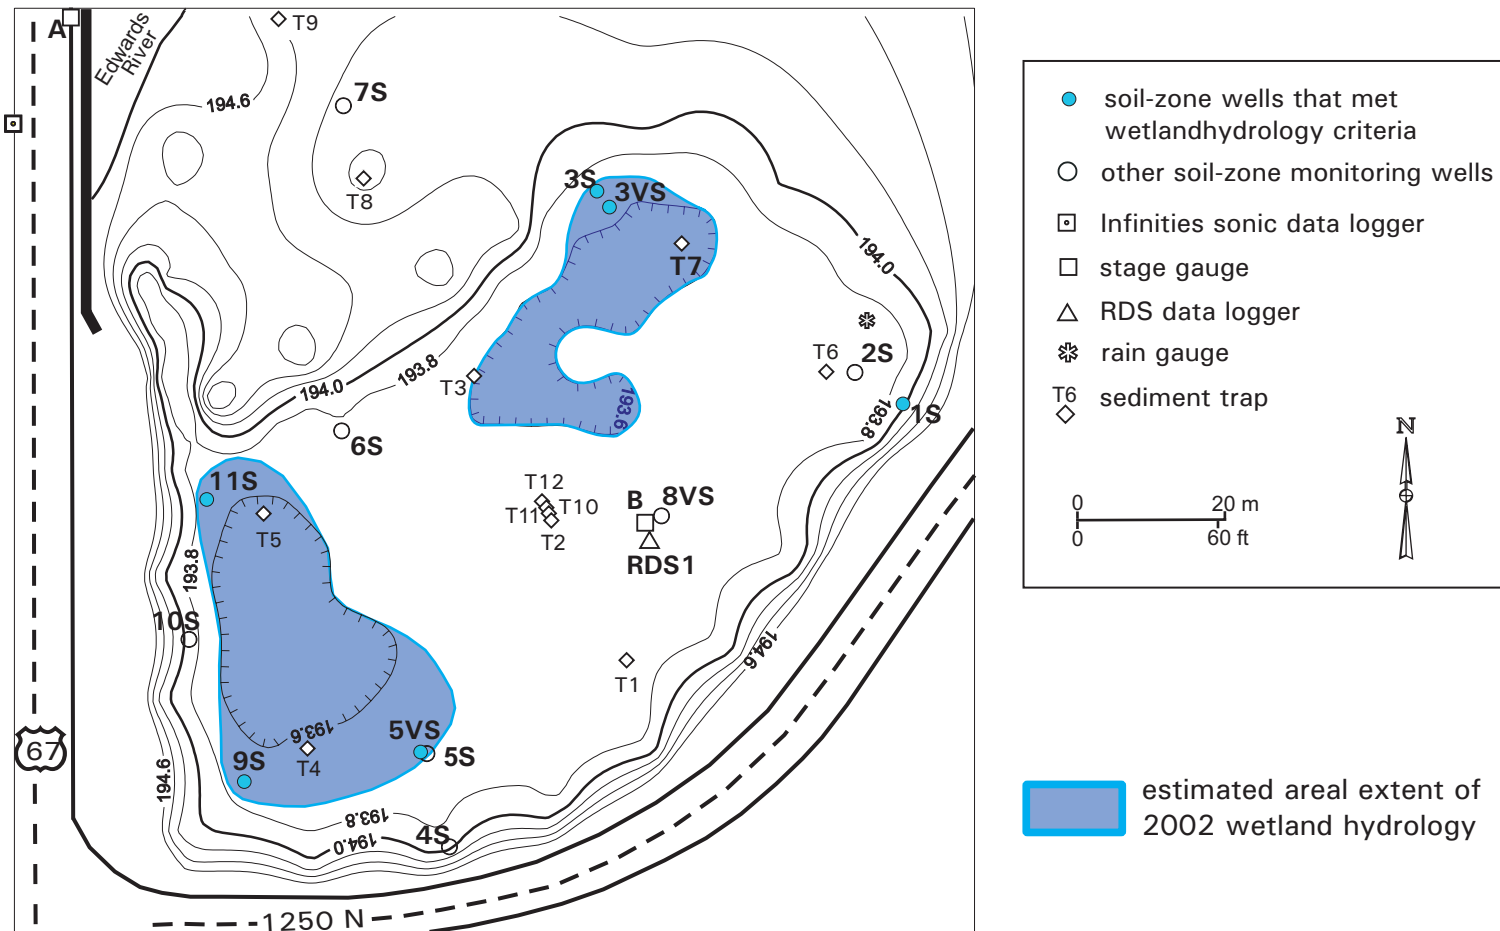 A
T9
Edwards
River
194.6
7S
T8
3S
3VS
T7
194.0
T6
2S
193.8
1S
T3
193.8
194.0
193.6
6S
11S
T5
T12
T10
T11
T2
B
8VS
RDS1
193.8
10S
T1
194.6
193.6
T4
5VS
5S
9S
67
194.6
193.8
194.0
4S
1250 N
soil-zone wells that met
wetlandhydrology criteria
other soil-zone monitoring wells
Infinities sonic data logger
stage gauge
RDS data logger
rain gauge
T6
sediment trap
N
0 20 m
0 60 ft
estimated areal extent of
2002 wetland hydrology